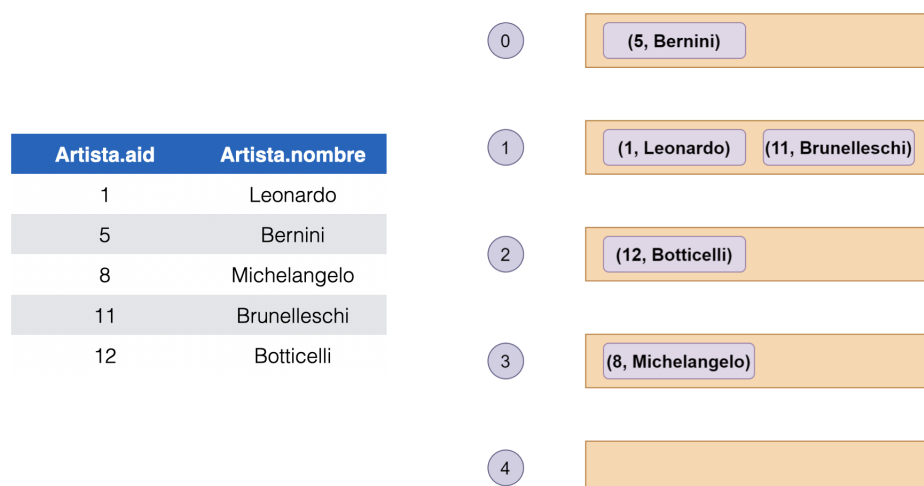 Artista.aid Artista.nombre
1 Leonardo
5 Bernini
8 Michelangelo
11 Brunelleschi
12 Botticelli
0 (5, Bernini)
1 (1, Leonardo) (11, Brunelleschi)
2 (12, Botticelli)
3 (8, Michelangelo)
4